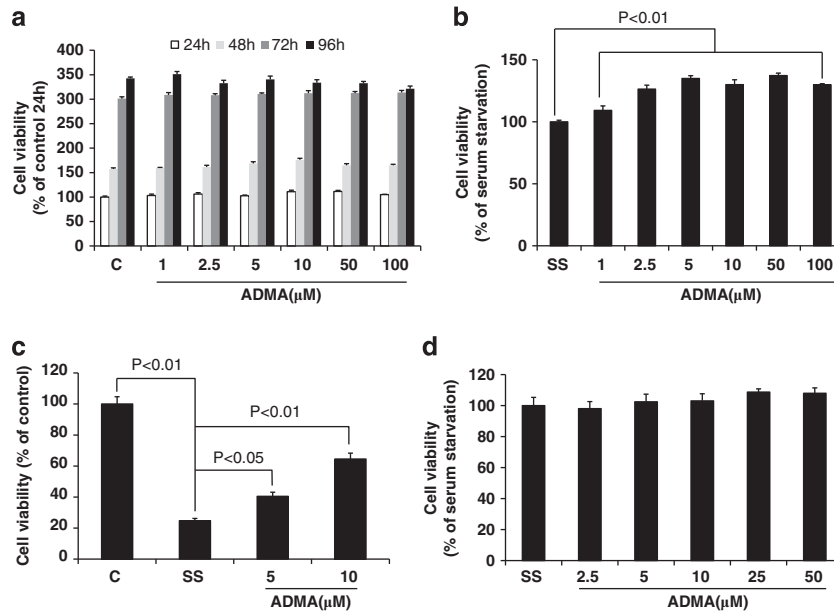 a
24h 48h 72h 96h
Cell viability
(% of control 24h)
400
350
300
250
200
150
100
50
0
C 1 2.5 5 10 50 100
ADMA(μM)
b
P<0.01
Cell viability
(% of serum starvation)
150
100
50
0
SS 1 2.5 5 10 50 100
ADMA(μM)
c
Cell viability (% of control)
120
100
80
60
40
20
0
P<0.01
P<0.01
P<0.05
C SS 5 10
ADMA(μM)
d
Cell viability
(% of serum starvation)
120
100
80
60
40
20
0
SS 2.5 5 10 25 50
ADMA(μM)